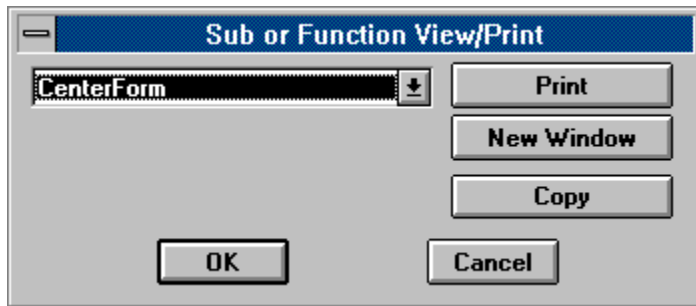 Sub or Function View/Print
CenterForm
Print
New Window
Copy
OK
Cancel